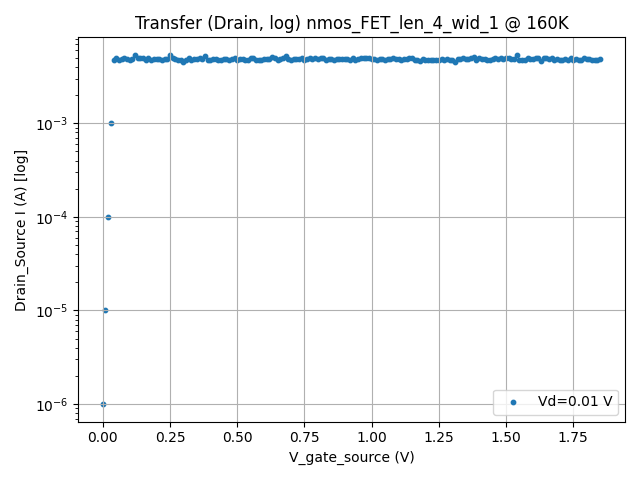 Transfer (Drain, log) nmos_FET_len_4_wid_1 @ 160K
Drain_Source I (A) [log]
10⁻³
10⁻⁴
10⁻⁵
10⁻⁶
Vd=0.01 V
0.00 0.25 0.50 0.75 1.00 1.25 1.50 1.75
V_gate_source (V)